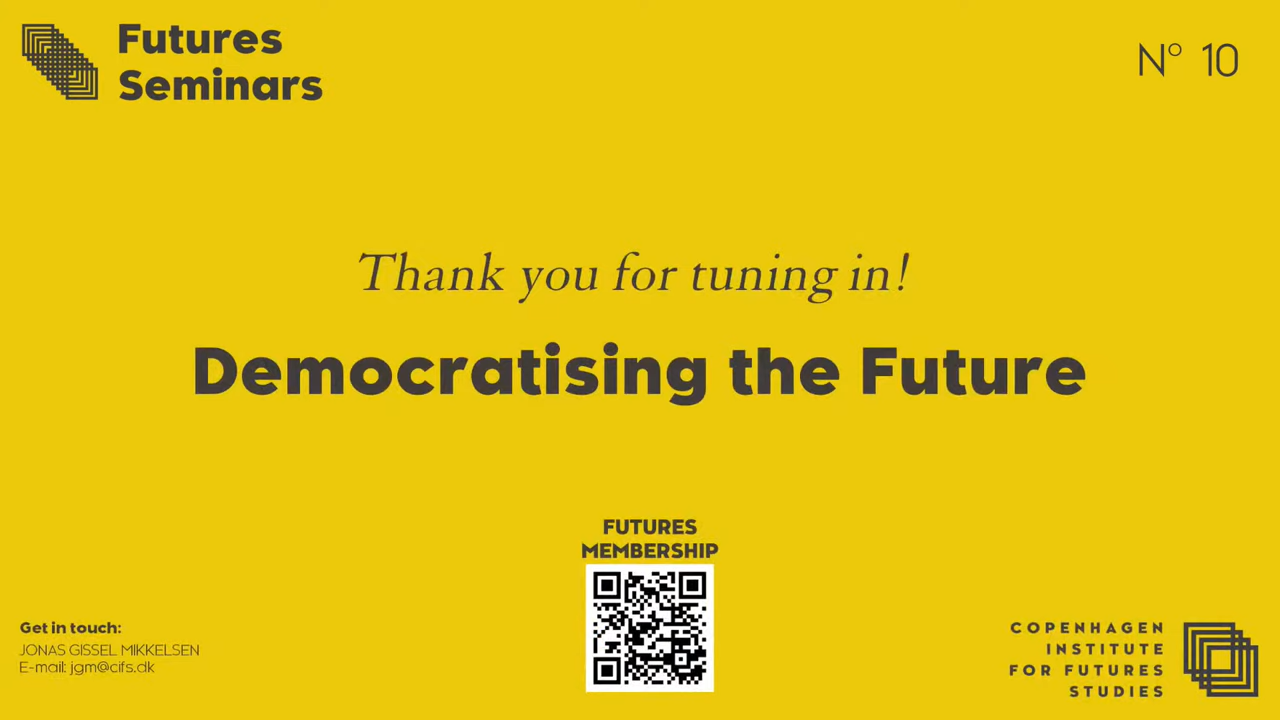 Futures
Seminars
N° 10
Thank you for tuning in!
Democratising the Future
FUTURES
MEMBERSHIP
Get in touch:
JONAS GISSEL MIKKELSEN
E-mail: jgm@cifs.dk
COPENHAGEN
INSTITUTE
FOR FUTURES
STUDIES